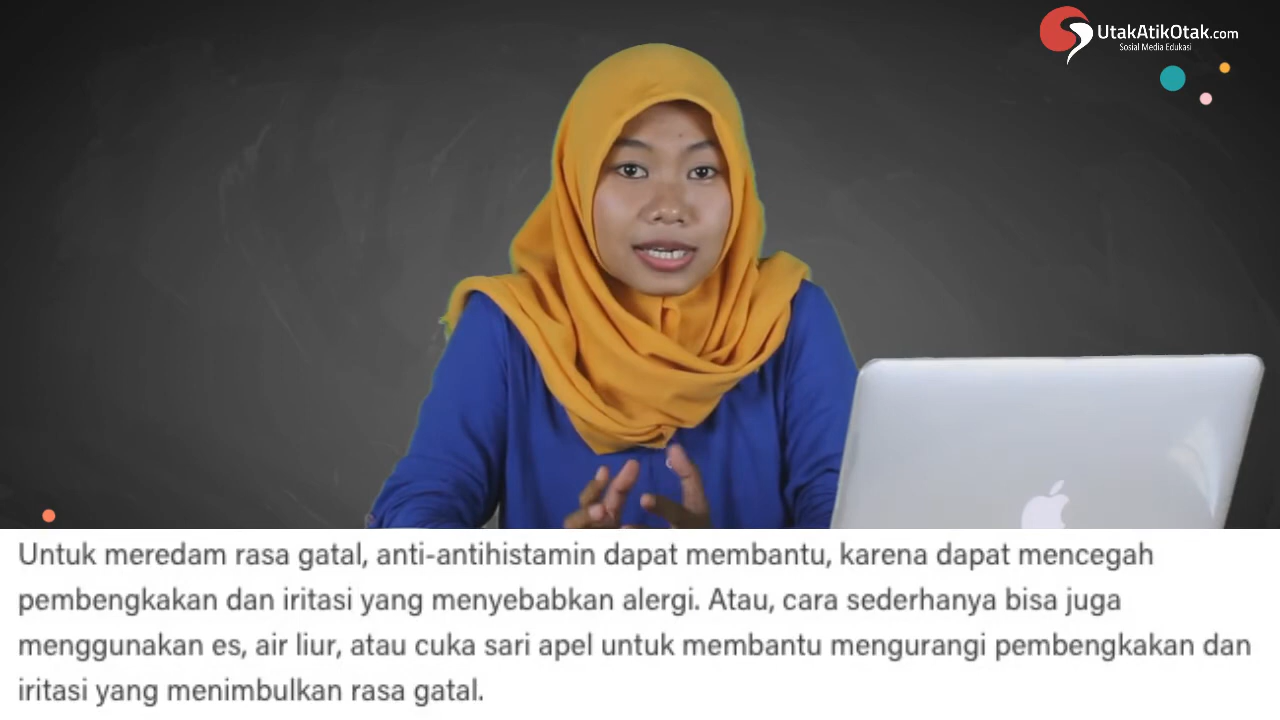 UtakAtikOtak.com
Sosial Media Edukasi
Untuk meredam rasa gatal, anti-antihistamin dapat membantu, karena dapat mencegah
pembengkakan dan iritasi yang menyebabkan alergi. Atau, cara sederhanya bisa juga
menggunakan es, air liur, atau cuka sari apel untuk membantu mengurangi pembengkakan dan
iritasi yang menimbulkan rasa gatal.